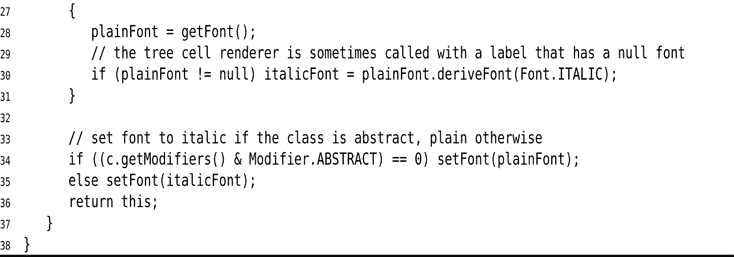 27 {
28 plainFont = getFont();
29 // the tree cell renderer is sometimes called with a label that has a null font
30 if (plainFont != null) italicFont = plainFont.deriveFont(Font.ITALIC);
31 }
32
33 // set font to italic if the class is abstract, plain otherwise
34 if ((c.getModifiers() & Modifier.ABSTRACT) == 0) setFont(plainFont);
35 else setFont(italicFont);
36 return this;
37 }
38 }